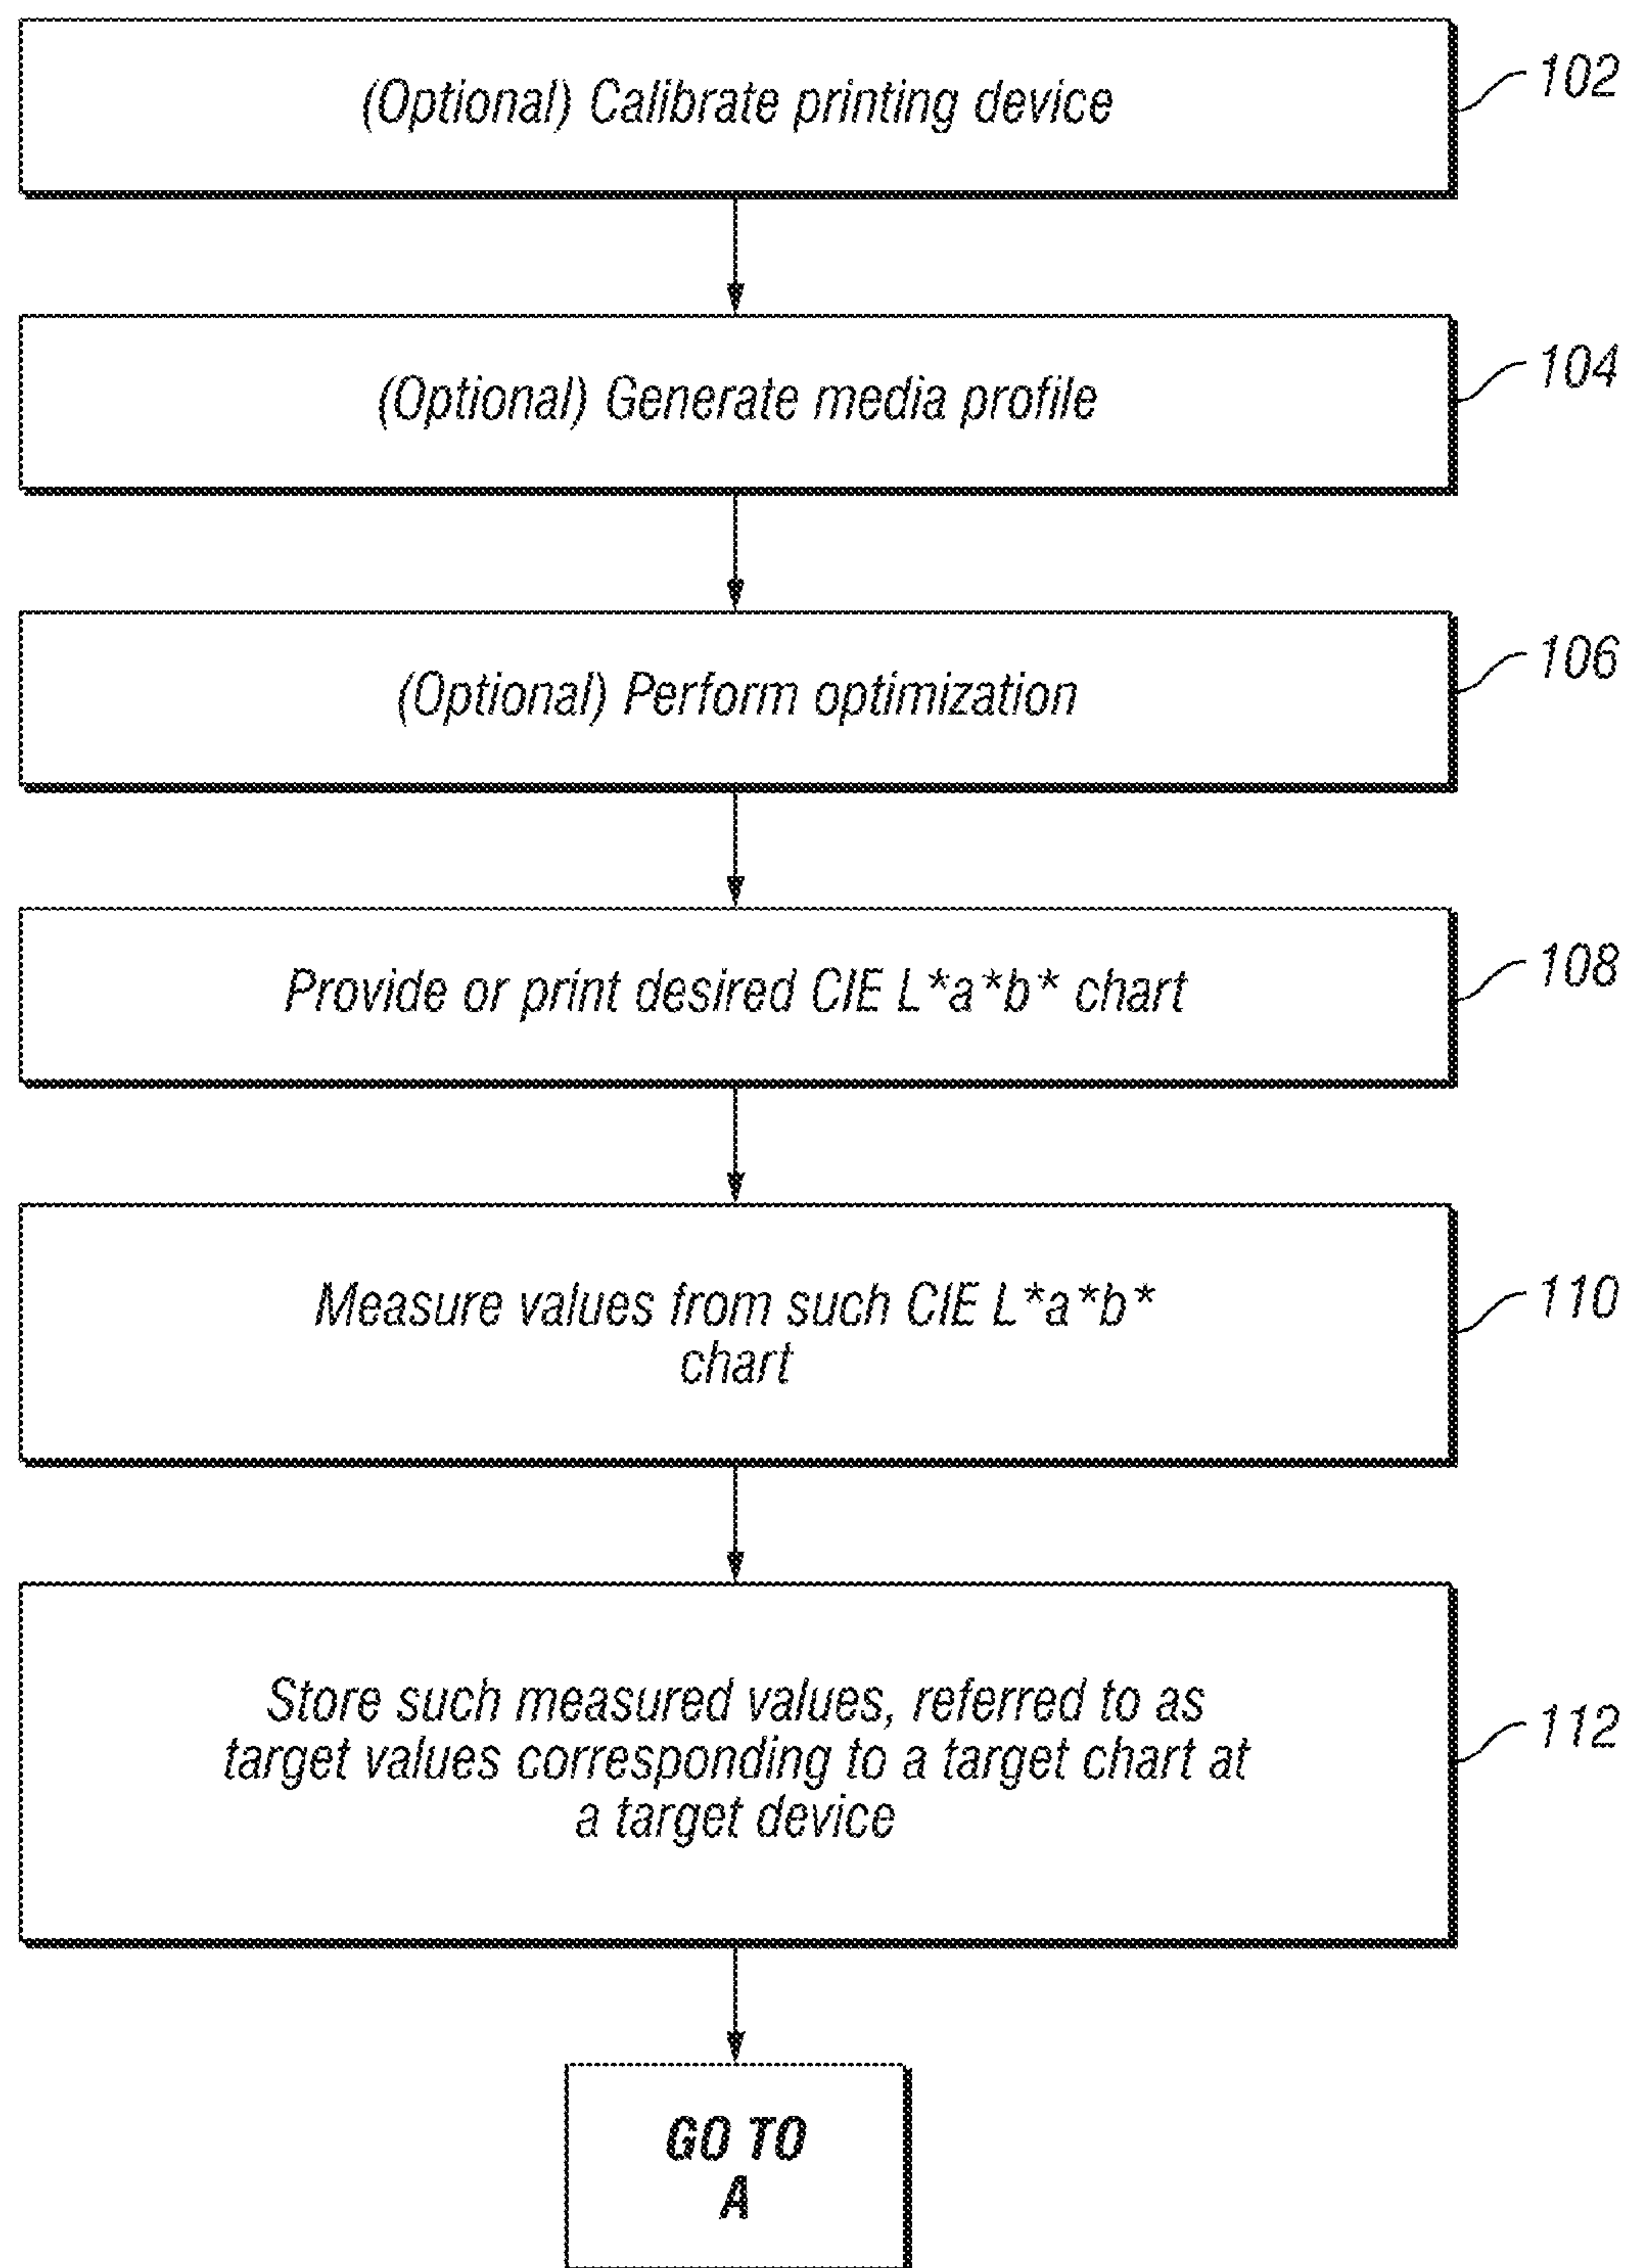 (Optional) Calibrate printing device
102
(Optional) Generate media profile
104
(Optional) Perform optimization
106
Provide or print desired CIE L*a*b* chart
108
Measure values from such CIE L*a*b*
chart
110
Store such measured values, referred to as
target values corresponding to a target chart at
a target device
112
GO TO
A